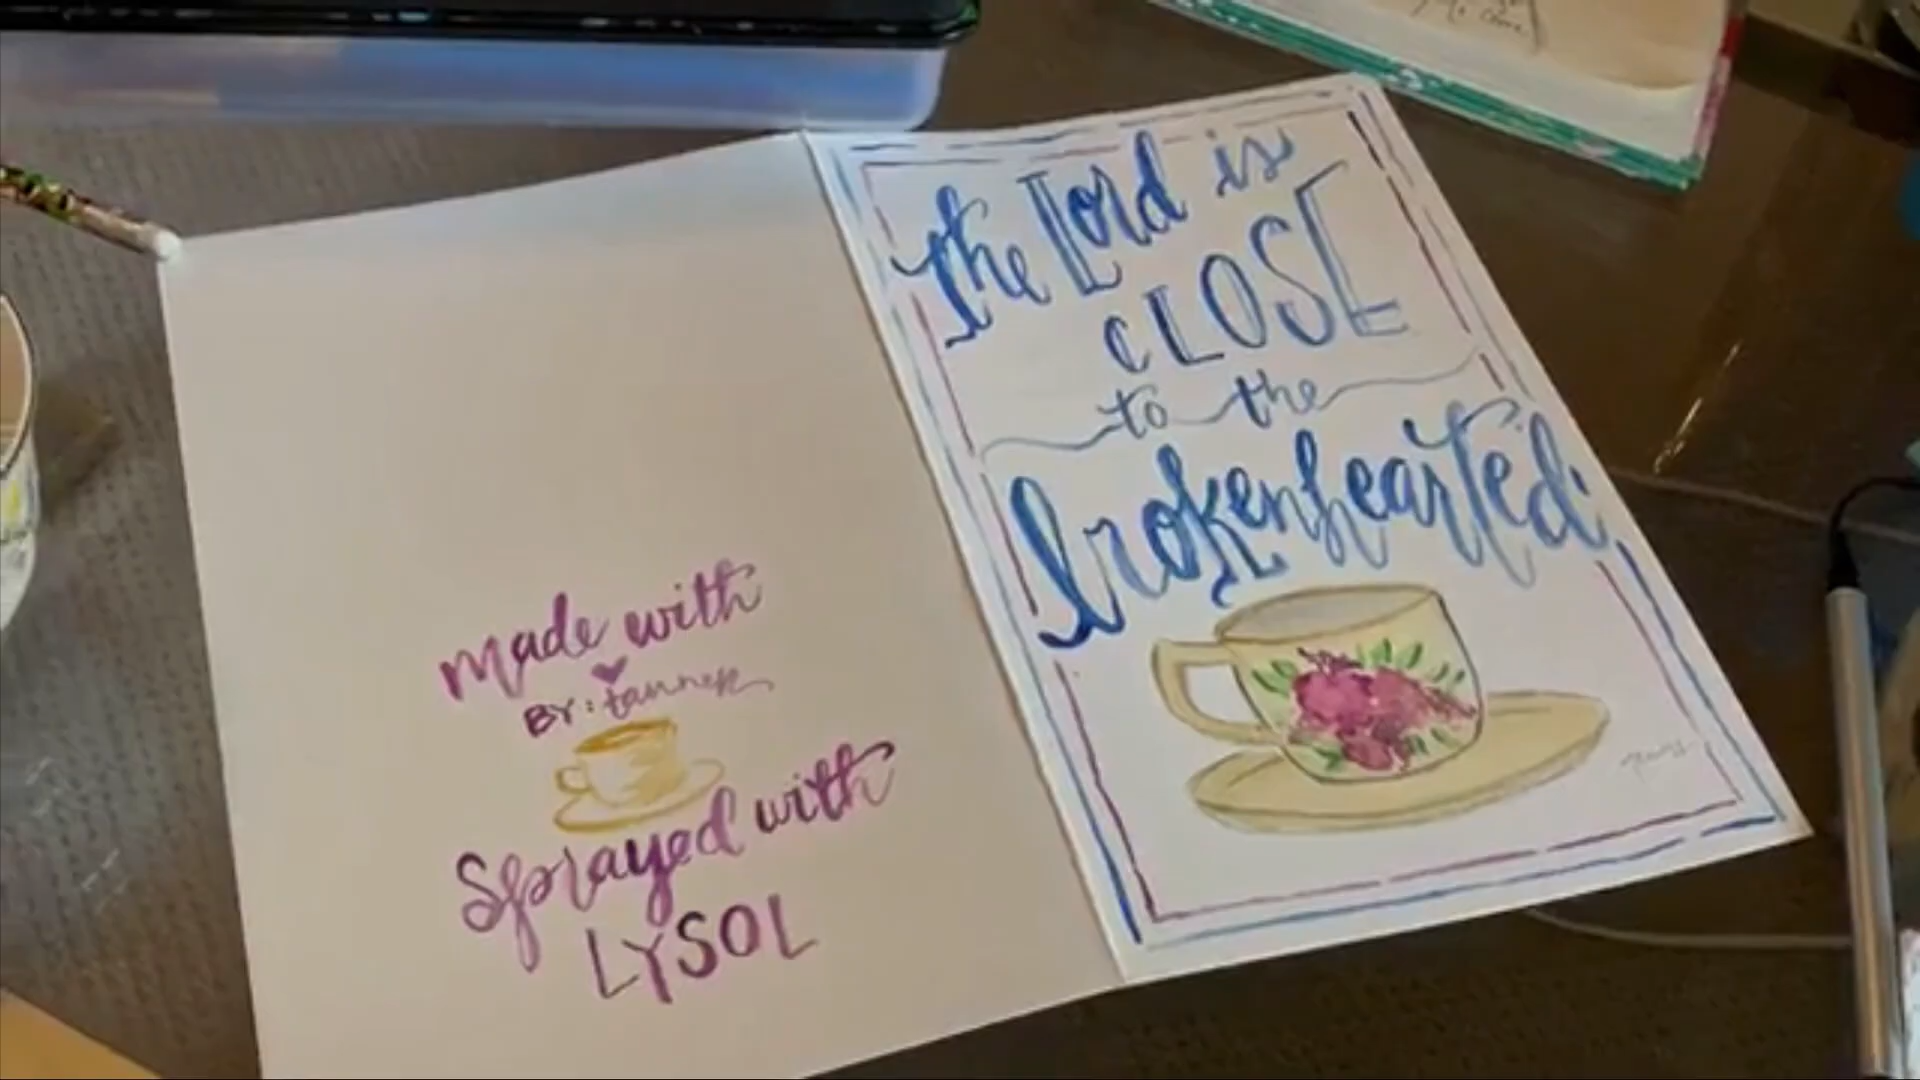 made with
BY: tanner
Sprayed with
LYSOL
the Lord is
cLOSE
to the
brokenhearted